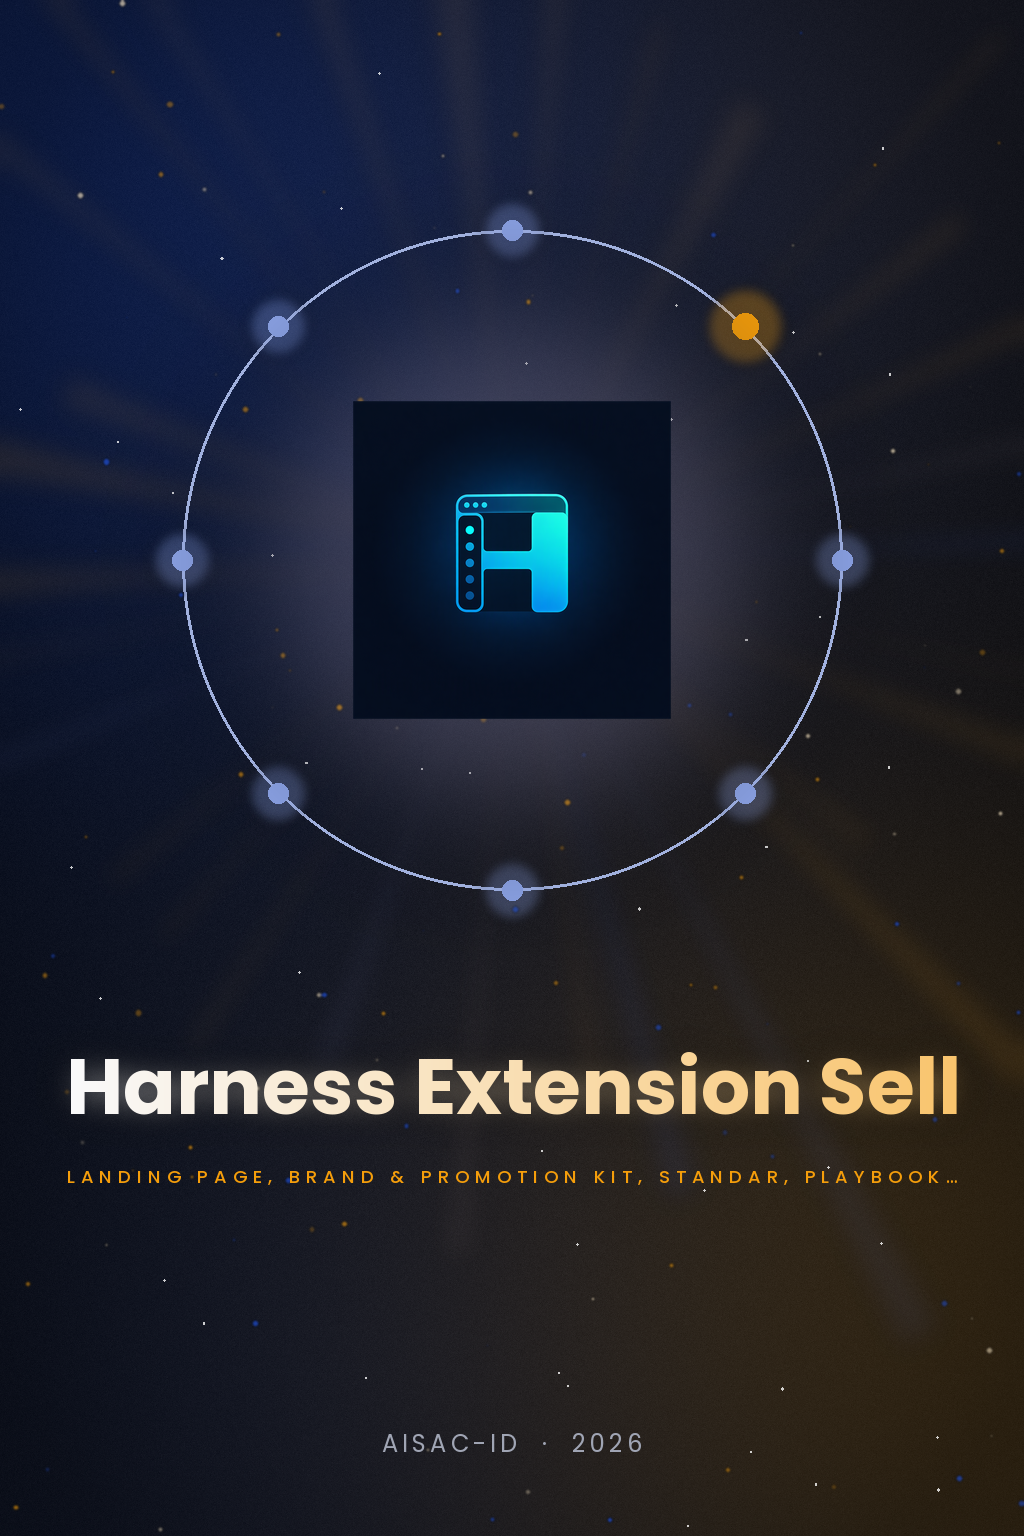 Harness Extension Sell
LANDING PAGE, BRAND & PROMOTION KIT, STANDAR, PLAYBOOK…
AISAC-ID · 2026